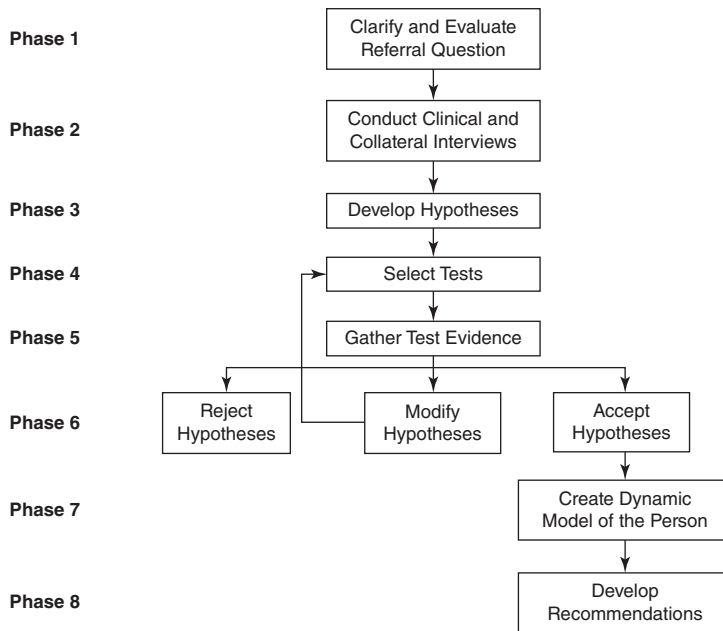 Phase 1
Clarify and Evaluate
Referral Question
Phase 2
Conduct Clinical and
Collateral Interviews
Phase 3
Develop Hypotheses
Phase 4
Select Tests
Phase 5
Gather Test Evidence
Phase 6
Reject
Hypotheses
Modify
Hypotheses
Accept
Hypotheses
Phase 7
Create Dynamic
Model of the Person
Phase 8
Develop
Recommendations